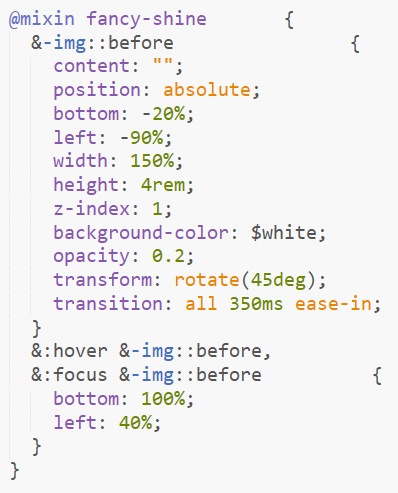 @mixin fancy-shine       {
  &-img::before                {
    content: "";
    position: absolute;
    bottom: -20%;
    left: -90%;
    width: 150%;
    height: 4rem;
    z-index: 1;
    background-color: $white;
    opacity: 0.2;
    transform: rotate(45deg);
    transition: all 350ms ease-in;
  }
  &:hover &-img::before,
  &:focus &-img::before          {
    bottom: 100%;
    left: 40%;
  }
}